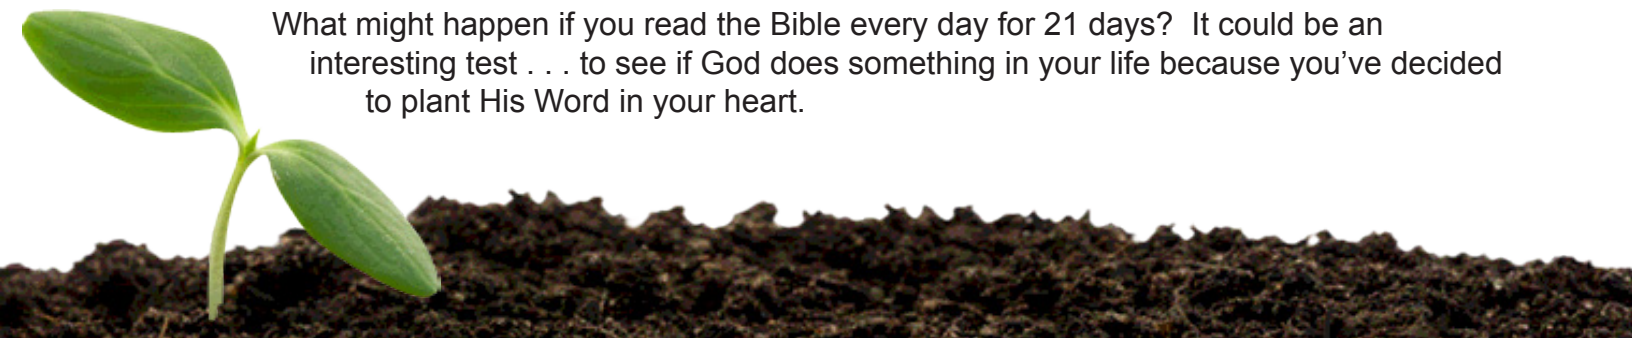 What might happen if you read the Bible every day for 21 days?  It could be an
interesting test . . . to see if God does something in your life because you’ve decided
to plant His Word in your heart.